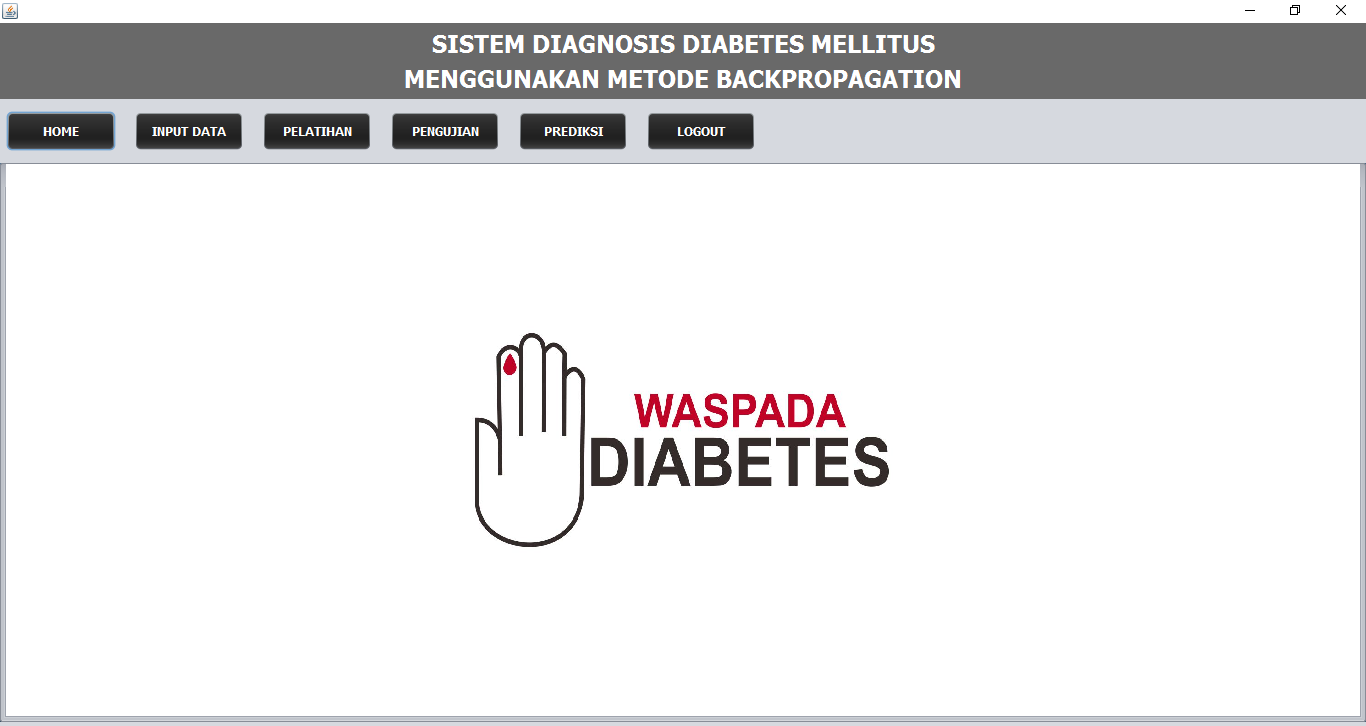 SISTEM DIAGNOSIS DIABETES MELLITUS
MENGGUNAKAN METODE BACKPROPAGATION
HOME INPUT DATA PELATIHAN PENGUJIAN PREDIKSI LOGOUT
WASPADA
DIABETES